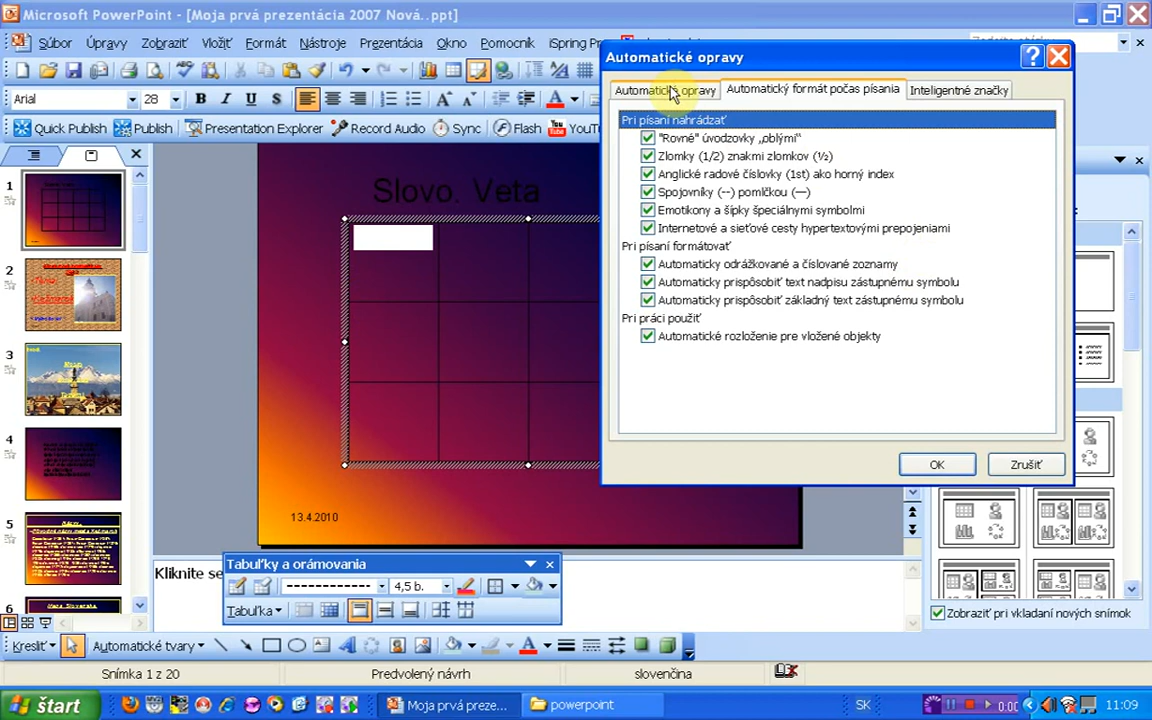 Microsoft PowerPoint - [Moja prvá prezentácia 2007 Nová..ppt]
Súbor Úpravy Zobraziť Vložiť Formát Nástroje Prezentácia Okno Pomocník iSpring Pro
Arial 28 B I U
Quick Publish Publish Presentation Explorer Record Audio Sync Flash YouTu
Automatické opravy
Automatické opravy Automatický formát počas písania Inteligentné značky
Pri písaní nahrádzať
"Rovné" úvodzovky „oblými“
Zlomky (1/2) znakmi zlomkov (½)
Anglické radové číslovky (1st) ako horný index
Spojovníky (--) pomlčkou (—)
Emotikony a šípky špeciálnymi symbolmi
Internetové a sieťové cesty hypertextovými prepojeniami
Pri písaní formátovať
Automaticky odrážkované a číslované zoznamy
Automaticky prispôsobiť text nadpisu zástupnému symbolu
Automaticky prispôsobiť základný text zástupnému symbolu
Pri práci použiť
Automatické rozloženie pre vložené objekty
OK Zrušiť
1
2
3
4
5
6
Slovo. Veta
13.4.2010
Kliknite se
Tabuľky a orámovania
4,5 b.
Tabuľka
Zobraziť pri vkladaní nových snímok
Kresliť Automatické tvary
Snímka 1 z 20 Predvolený návrh slovenčina
štart Moja prvá preze... powerpoint SK 0:00 11:09